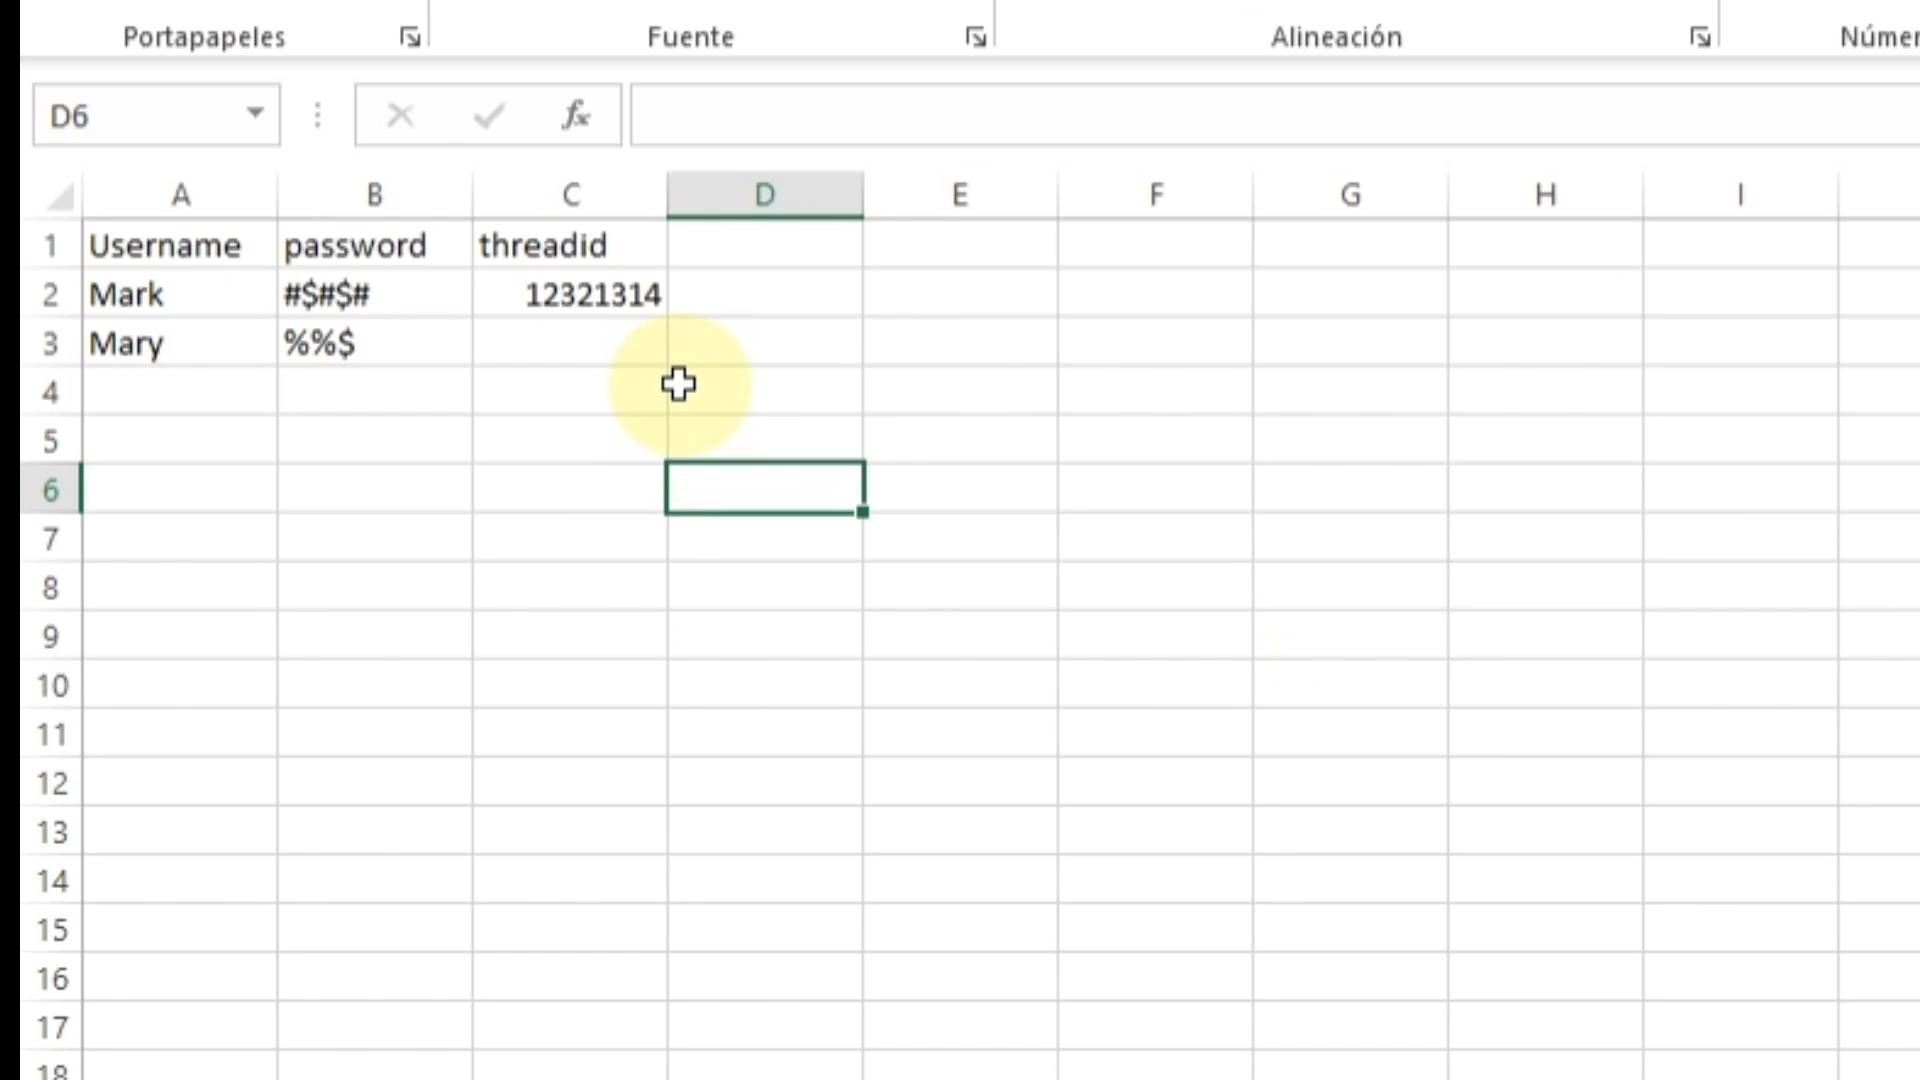 Portapapeles Fuente Alineación Númer
D6 fx
A B C D E F G H I
1 Username password threadid
2 Mark #$#$# 12321314
3 Mary %%$
4
5
6
7
8
9
10
11
12
13
14
15
16
17
18